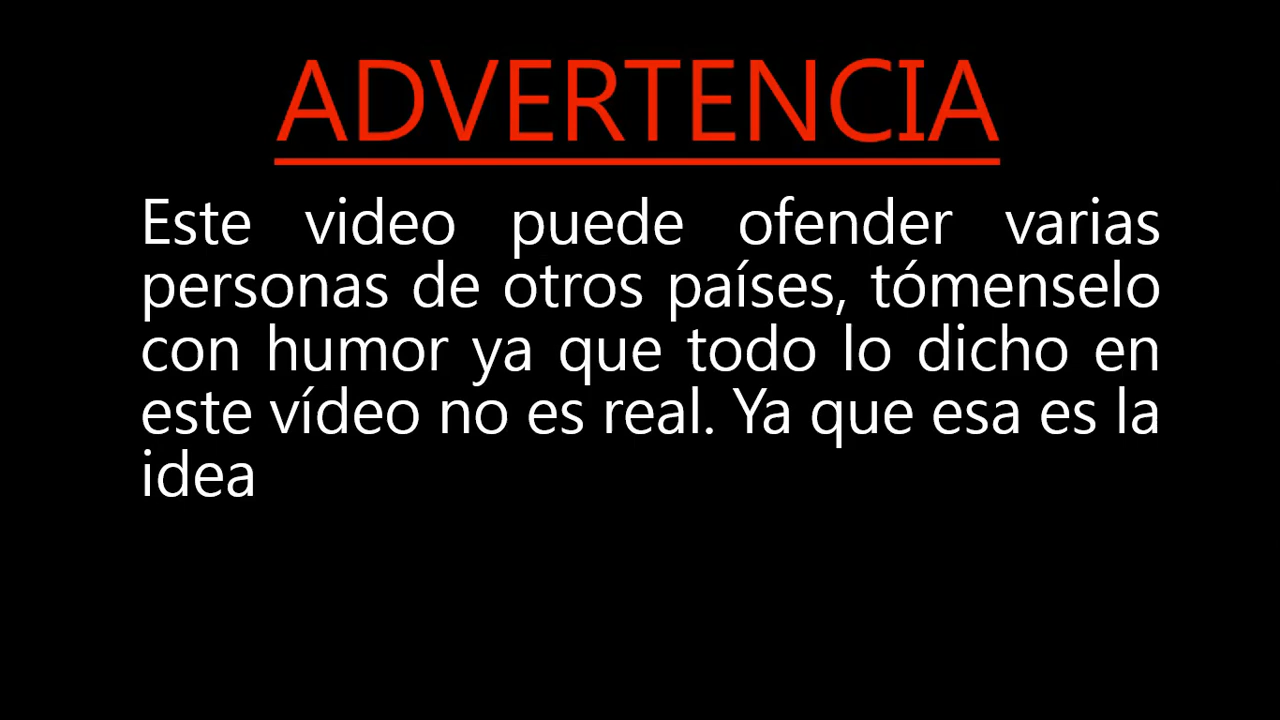 ADVERTENCIA
Este video puede ofender varias
personas de otros países, tómenselo
con humor ya que todo lo dicho en
este vídeo no es real. Ya que esa es la
idea